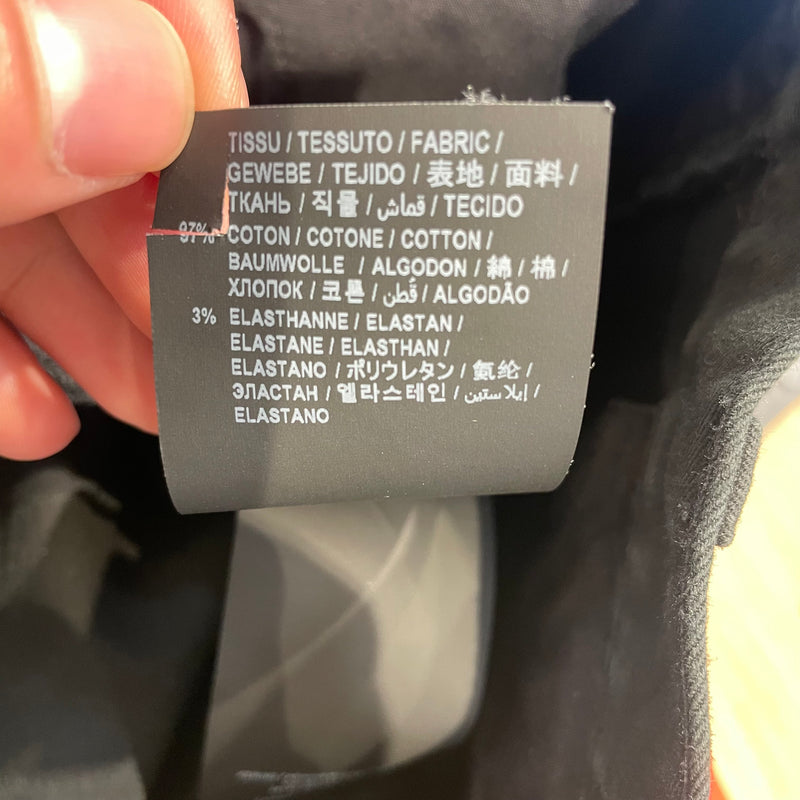 TISSU / TESSUTO / FABRIC /
GEWEBE / TEJIDO / 表地 / 面料 /
ТКАНЬ / 직물 / قماش / TECIDO
97% COTON / COTONE / COTTON /
BAUMWOLLE / ALGODON / 綿 / 棉 /
ХЛОПОК / 코튼 / قُطن / ALGODÃO
3% ELASTHANNE / ELASTAN /
ELASTANE / ELASTHAN /
ELASTANO / ポリウレタン / 氨纶 /
ЭЛАСТАН / 엘라스테인 / إيلاستين /
ELASTANO